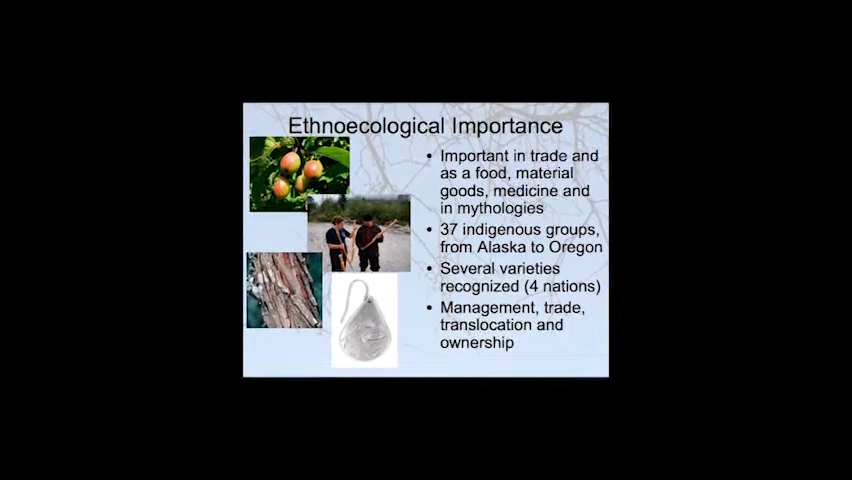 Ethnoecological Importance
• Important in trade and
as a food, material
goods, medicine and
in mythologies
• 37 indigenous groups,
from Alaska to Oregon
• Several varieties
recognized (4 nations)
• Management, trade,
translocation and
ownership